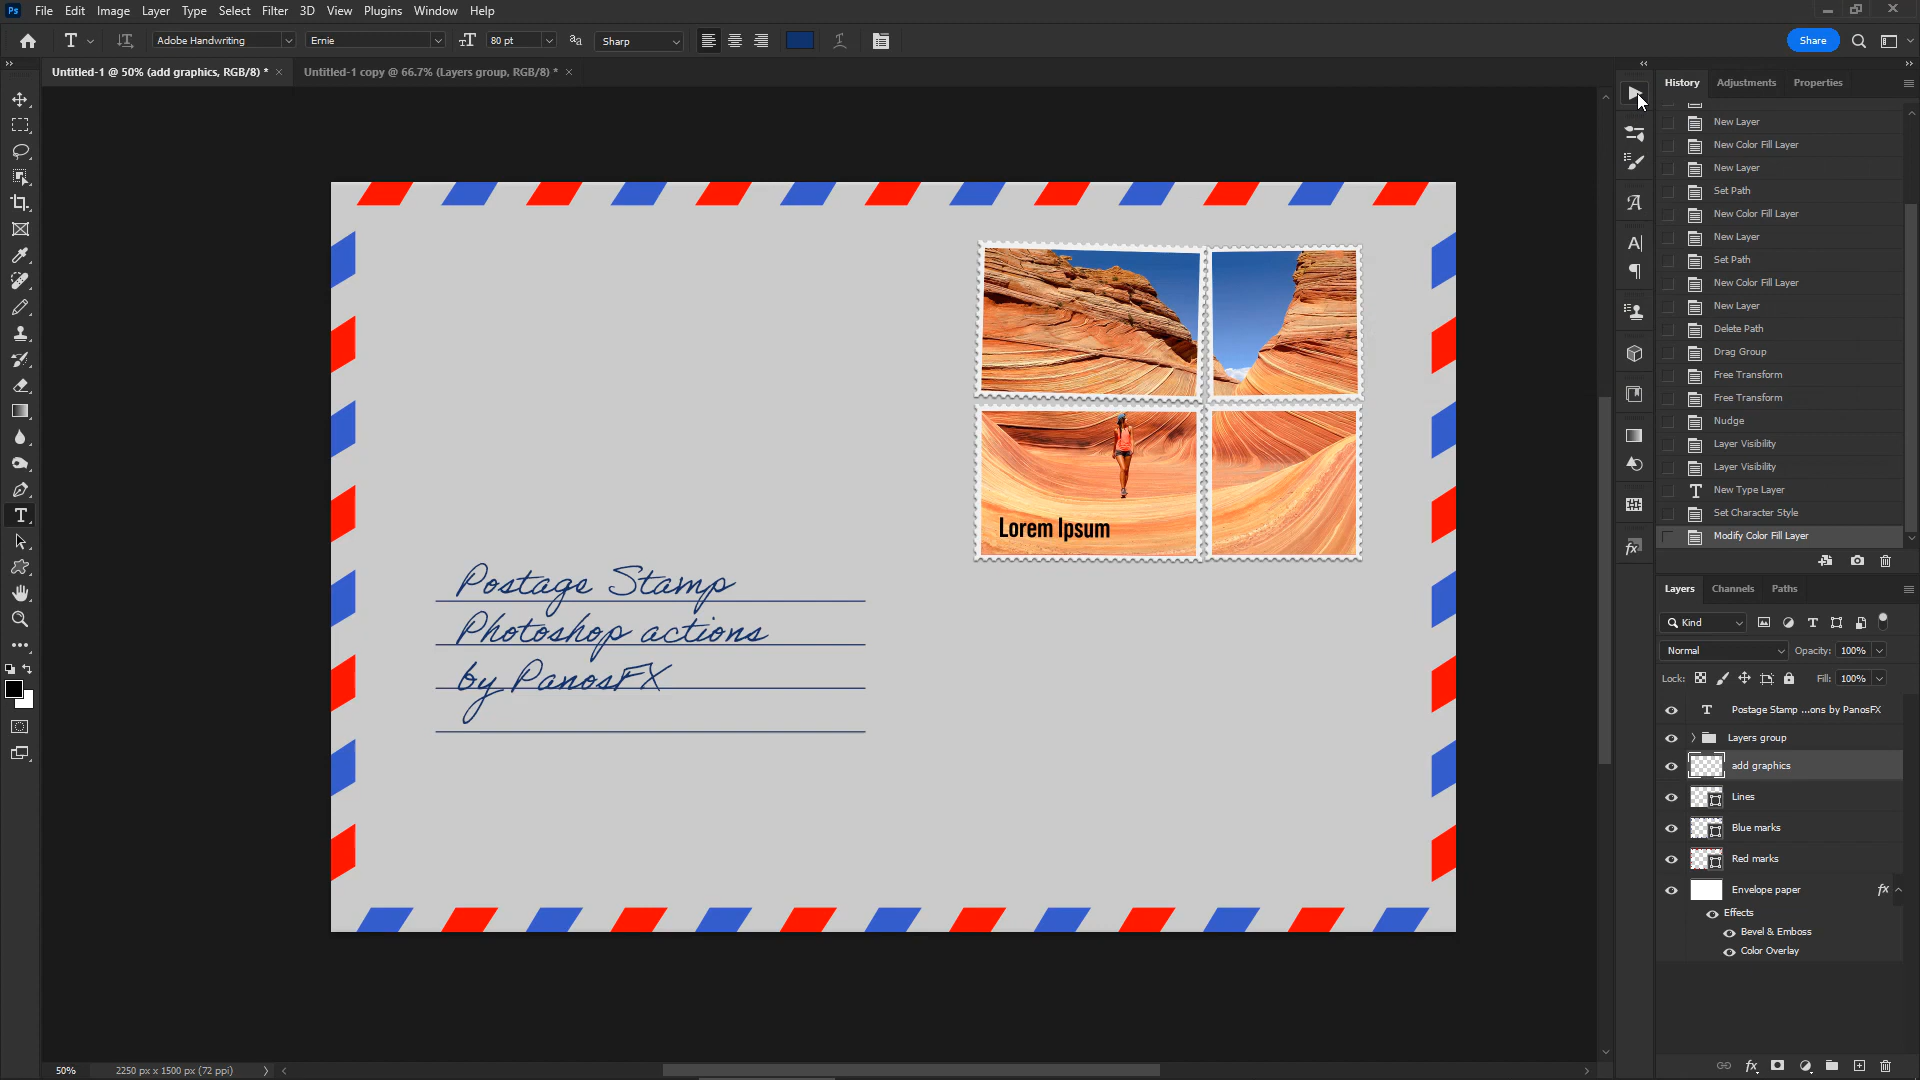 Ps File Edit Image Layer Type Select Filter 3D View Plugins Window Help
T Adobe Handwriting Ernie 80 pt Sharp Share
Untitled-1 @ 50% (add graphics, RGB/8) * × Untitled-1 copy @ 66.7% (Layers group, RGB/8) * ×
History Adjustments Properties
New Layer
New Color Fill Layer
New Layer
Set Path
New Color Fill Layer
New Layer
Set Path
New Color Fill Layer
New Layer
Delete Path
Drag Group
Free Transform
Free Transform
Nudge
Layer Visibility
Layer Visibility
New Type Layer
Set Character Style
Modify Color Fill Layer
Lorem Ipsum
Postage Stamp
Photoshop actions
by PanosFX
Layers Channels Paths
Kind
Normal Opacity: 100%
Lock: Fill: 100%
Postage Stamp ...ons by PanosFX
Layers group
add graphics
Lines
Blue marks
Red marks
Envelope paper fx
Effects
Bevel & Emboss
Color Overlay
50% 2250 px x 1500 px (72 ppi)